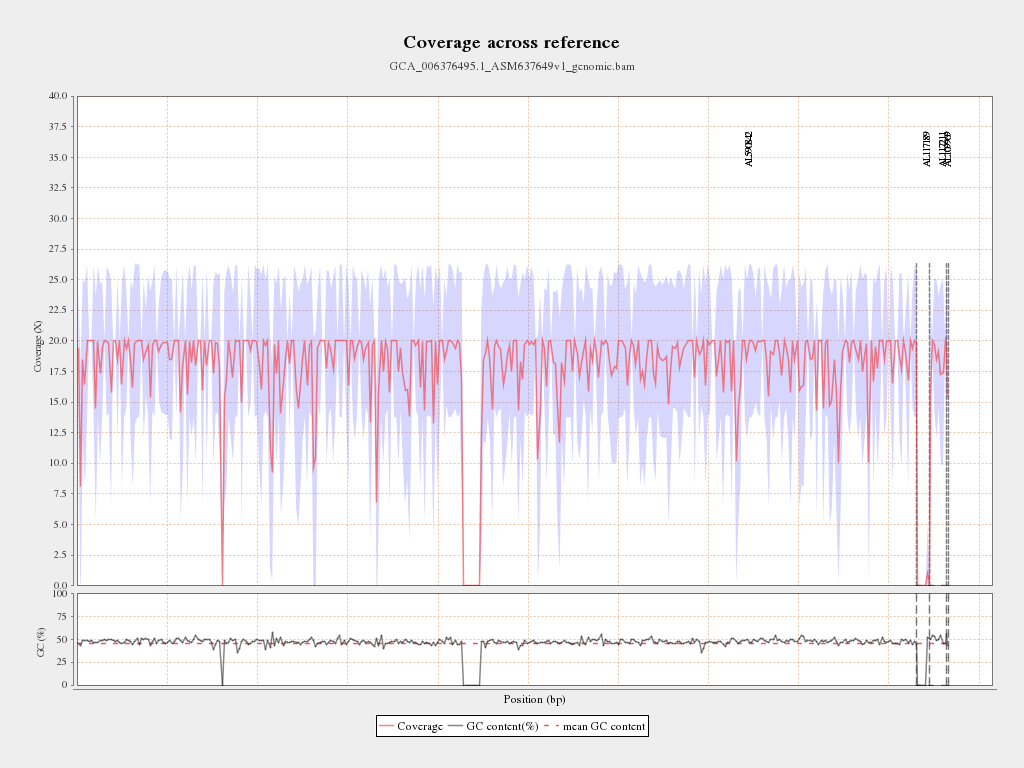 Coverage across reference
GCA_006376495.1_ASM637649v1_genomic.bam
40.0
37.5
35.0
32.5
30.0
27.5
25.0
22.5
20.0
17.5
15.0
12.5
10.0
7.5
5.0
2.5
0.0
Coverage (X)
AL590842
AL117189
AL117211
AL109969
100
75
50
25
0
GC (%)
Position (bp)
Coverage GC content(%) mean GC content